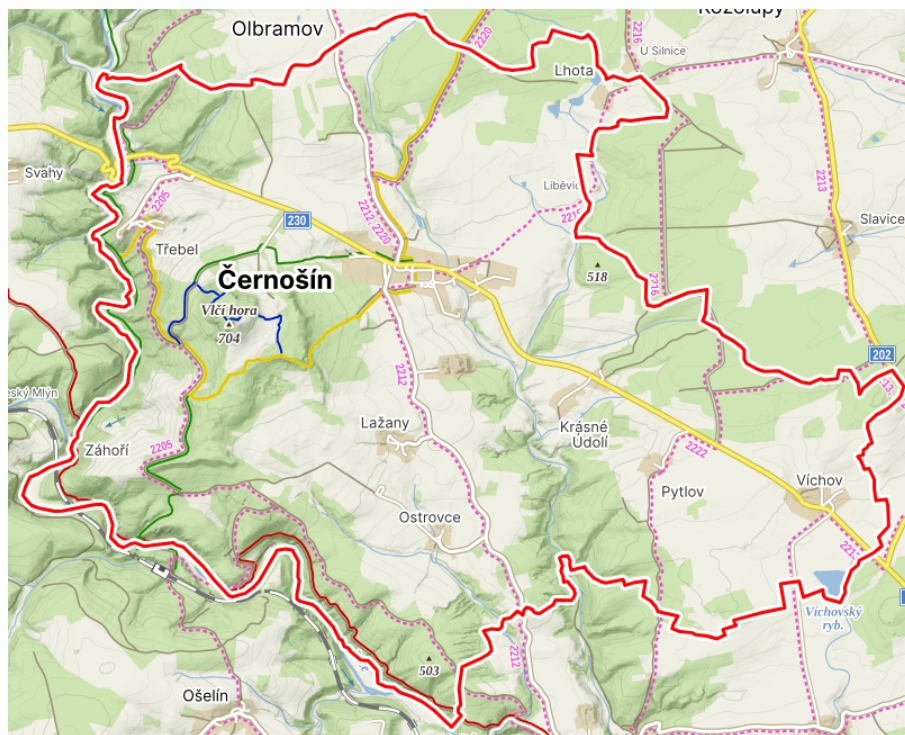 Olbramov
Kozolupy
2216
U Silnice
2220
Lhota
Svahy
2205
Třebel
230
2212, 2220
Liběvic
2213
Slavice
Černošín
518
2216
Vlčí hora
704
2212
202
Lažany
Krásné
Údolí
Záhoří
2205
2222
Pytlov
Víchov
Ostrovce
Víchovský
ryb.
503
2212
Ošelín